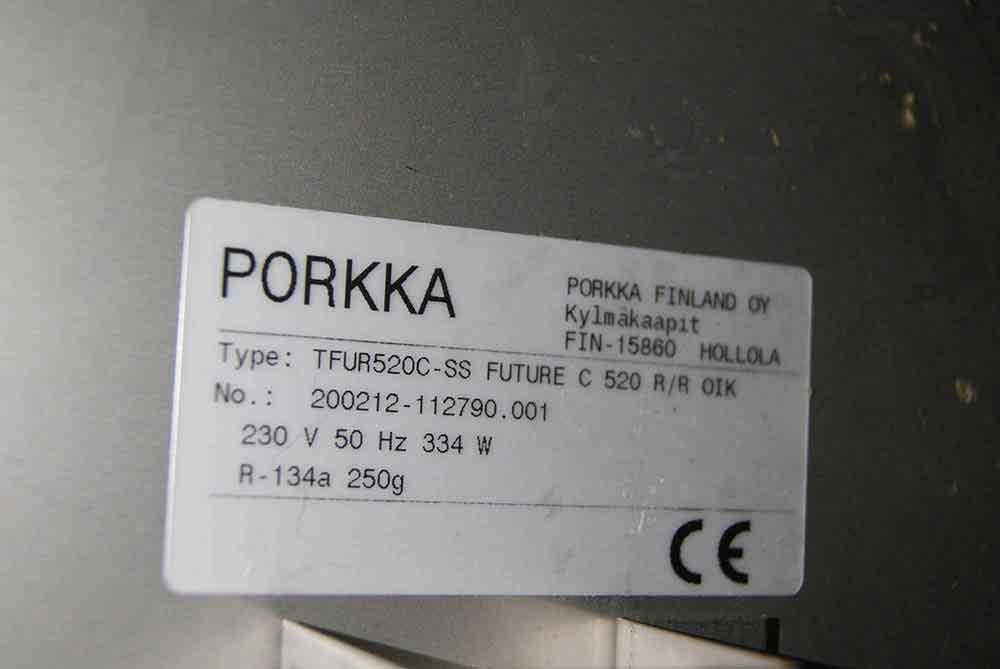 PORKKA
PORKKA FINLAND OY
Kylmäkaapit
FIN-15860 HOLLOLA
Type: TFUR520C-SS FUTURE C 520 R/R OIK
No.: 200212-112790.001
230 V 50 Hz 334 W
R-134a 250g
CE